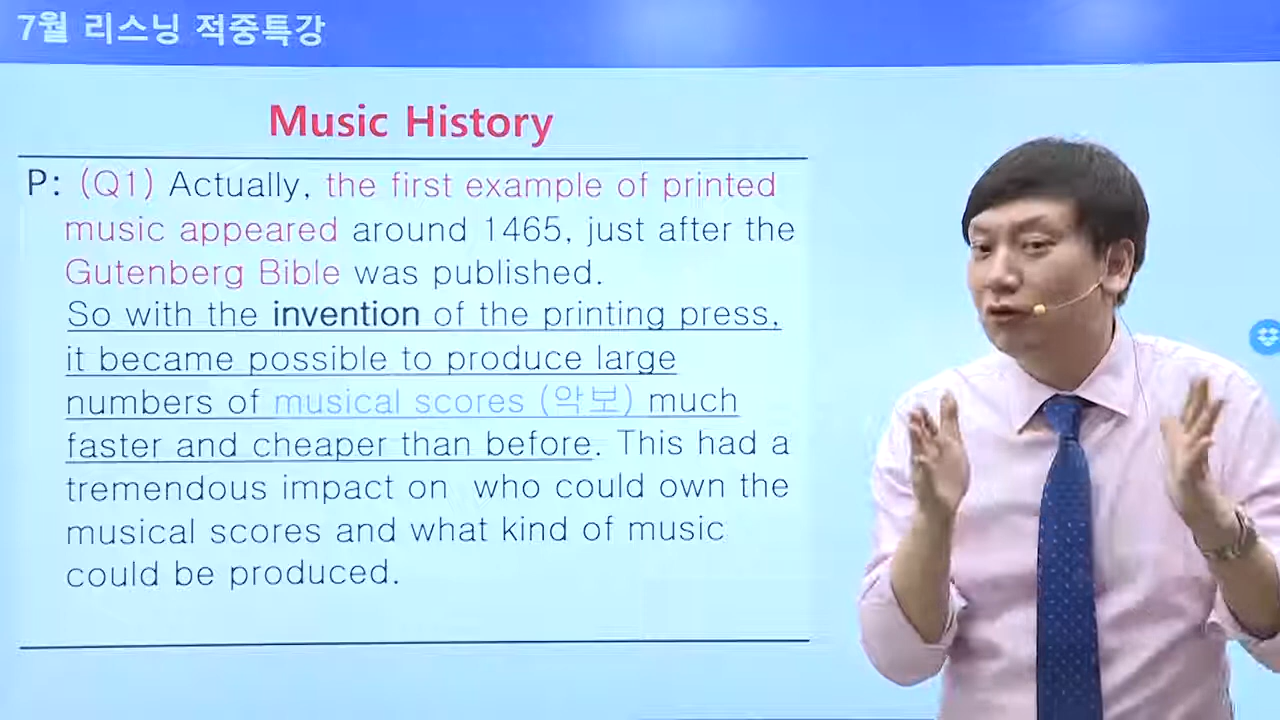 7월 리스닝 적중특강
Music History
P: (Q1) Actually, the first example of printed
music appeared around 1465, just after the
Gutenberg Bible was published.
So with the invention of the printing press,
it became possible to produce large
numbers of musical scores (악보) much
faster and cheaper than before. This had a
tremendous impact on who could own the
musical scores and what kind of music
could be produced.